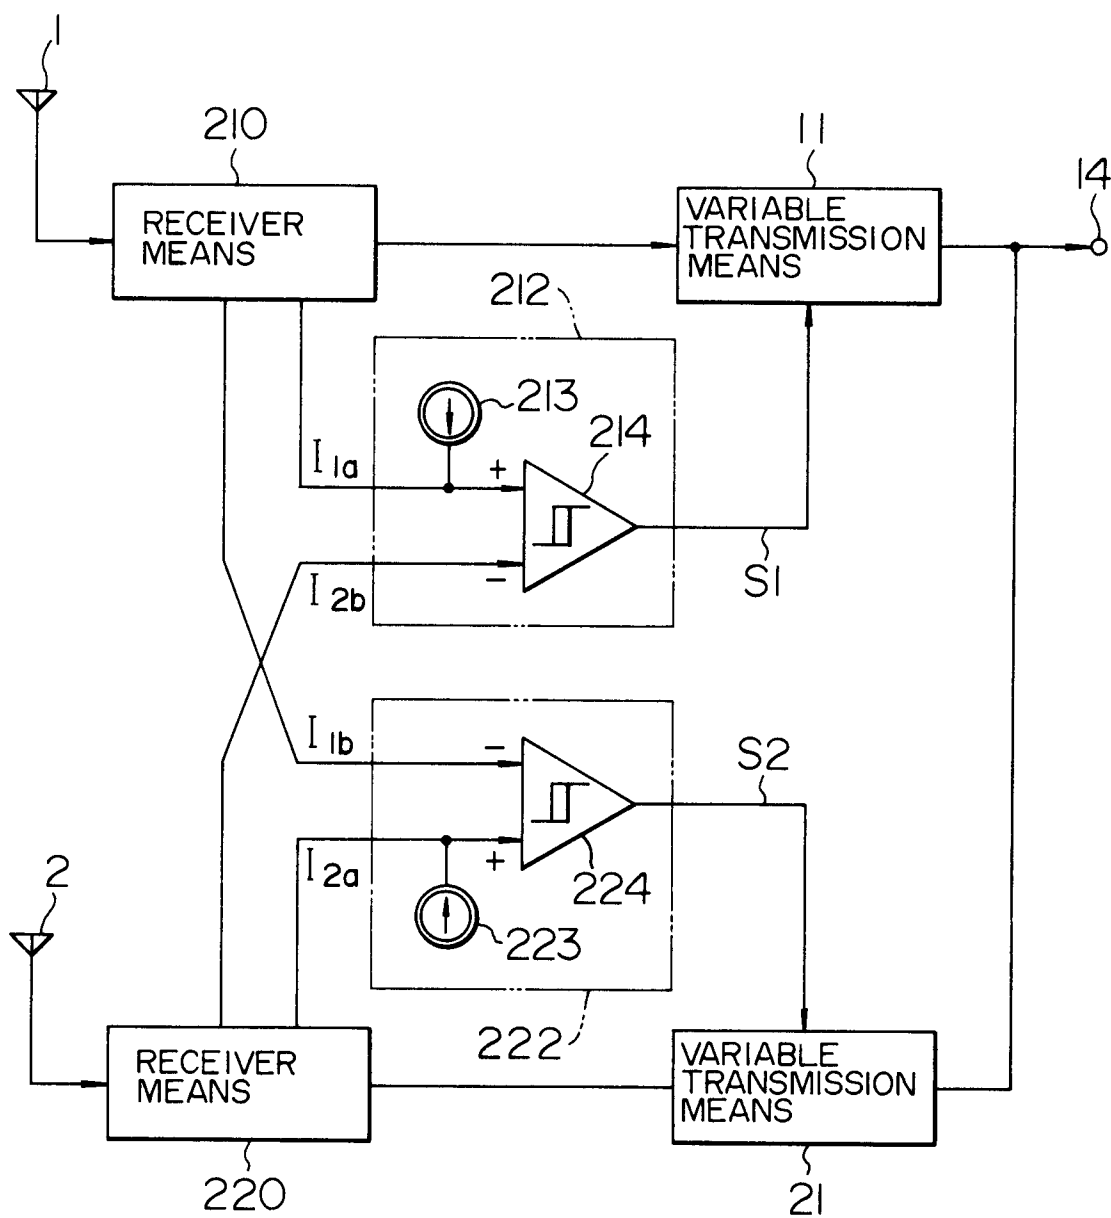 1
210
11
14
RECEIVER
MEANS
VARIABLE
TRANSMISSION
MEANS
212
213
214
I1a
+
−
I2b
S1
I1b
−
S2
+
I2a
224
2
223
222
RECEIVER
MEANS
VARIABLE
TRANSMISSION
MEANS
220
21